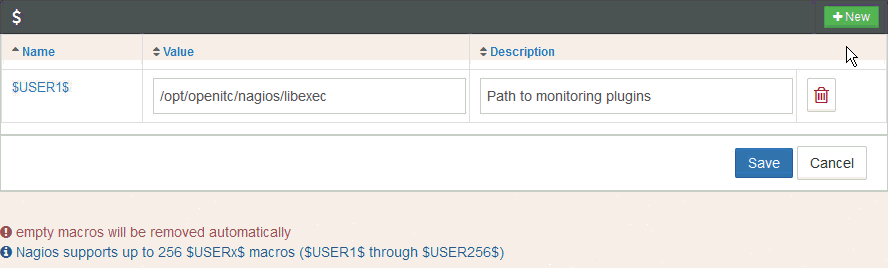 $
New
Name Value Description
$USER1$ /opt/openitc/nagios/libexec Path to monitoring plugins
Save Cancel
empty macros will be removed automatically
Nagios supports up to 256 $USERx$ macros ($USER1$ through $USER256$)